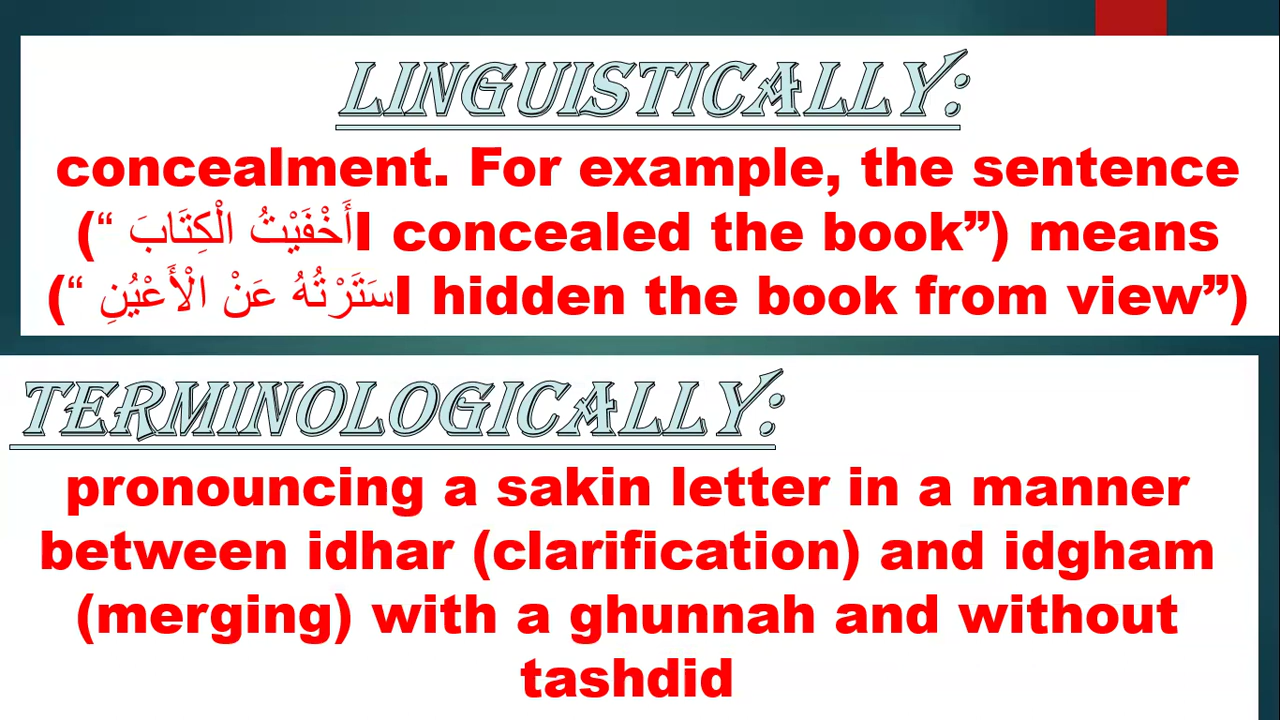 LINGUISTICALLY:
concealment. For example, the sentence
(“ أَخْفَيْتُ الْكِتَابَI concealed the book”) means
(“ سَتَرْتُهُ عَنْ الْأَعْيُنِI hidden the book from view”)
TERMINOLOGICALLY:
pronouncing a sakin letter in a manner
between idhar (clarification) and idgham
(merging) with a ghunnah and without
tashdid